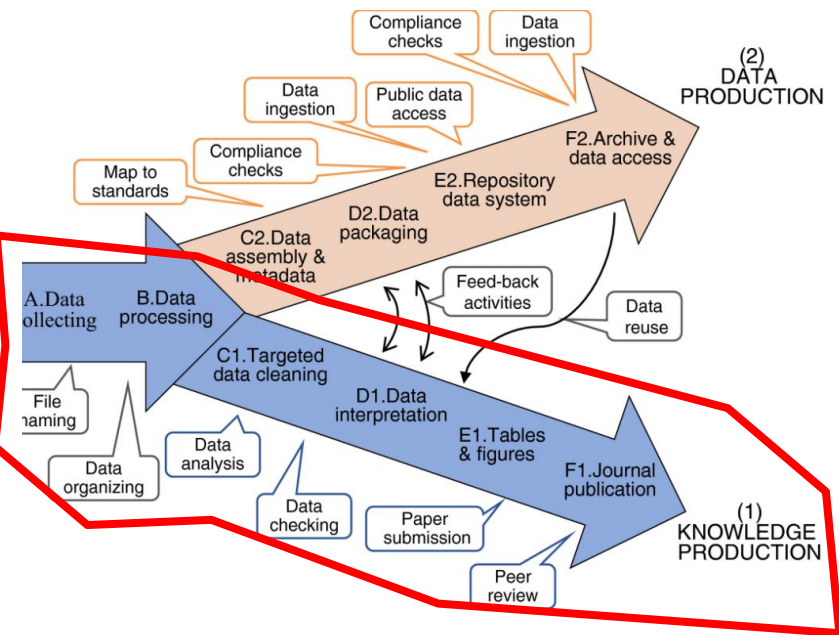 Compliance
checks
Data
ingestion
(2)
DATA
PRODUCTION
Data
ingestion
Public data
access
Compliance
checks
Map to
standards
F2.Archive &
data access
E2.Repository
data system
D2.Data
packaging
C2.Data
assembly &
metadata
A.Data
ollecting
B.Data
processing
Feed-back
activities
Data
reuse
C1.Targeted
data cleaning
D1.Data
interpretation
E1.Tables
& figures
F1.Journal
publication
File
naming
Data
organizing
Data
analysis
Data
checking
Paper
submission
Peer
review
(1)
KNOWLEDGE
PRODUCTION